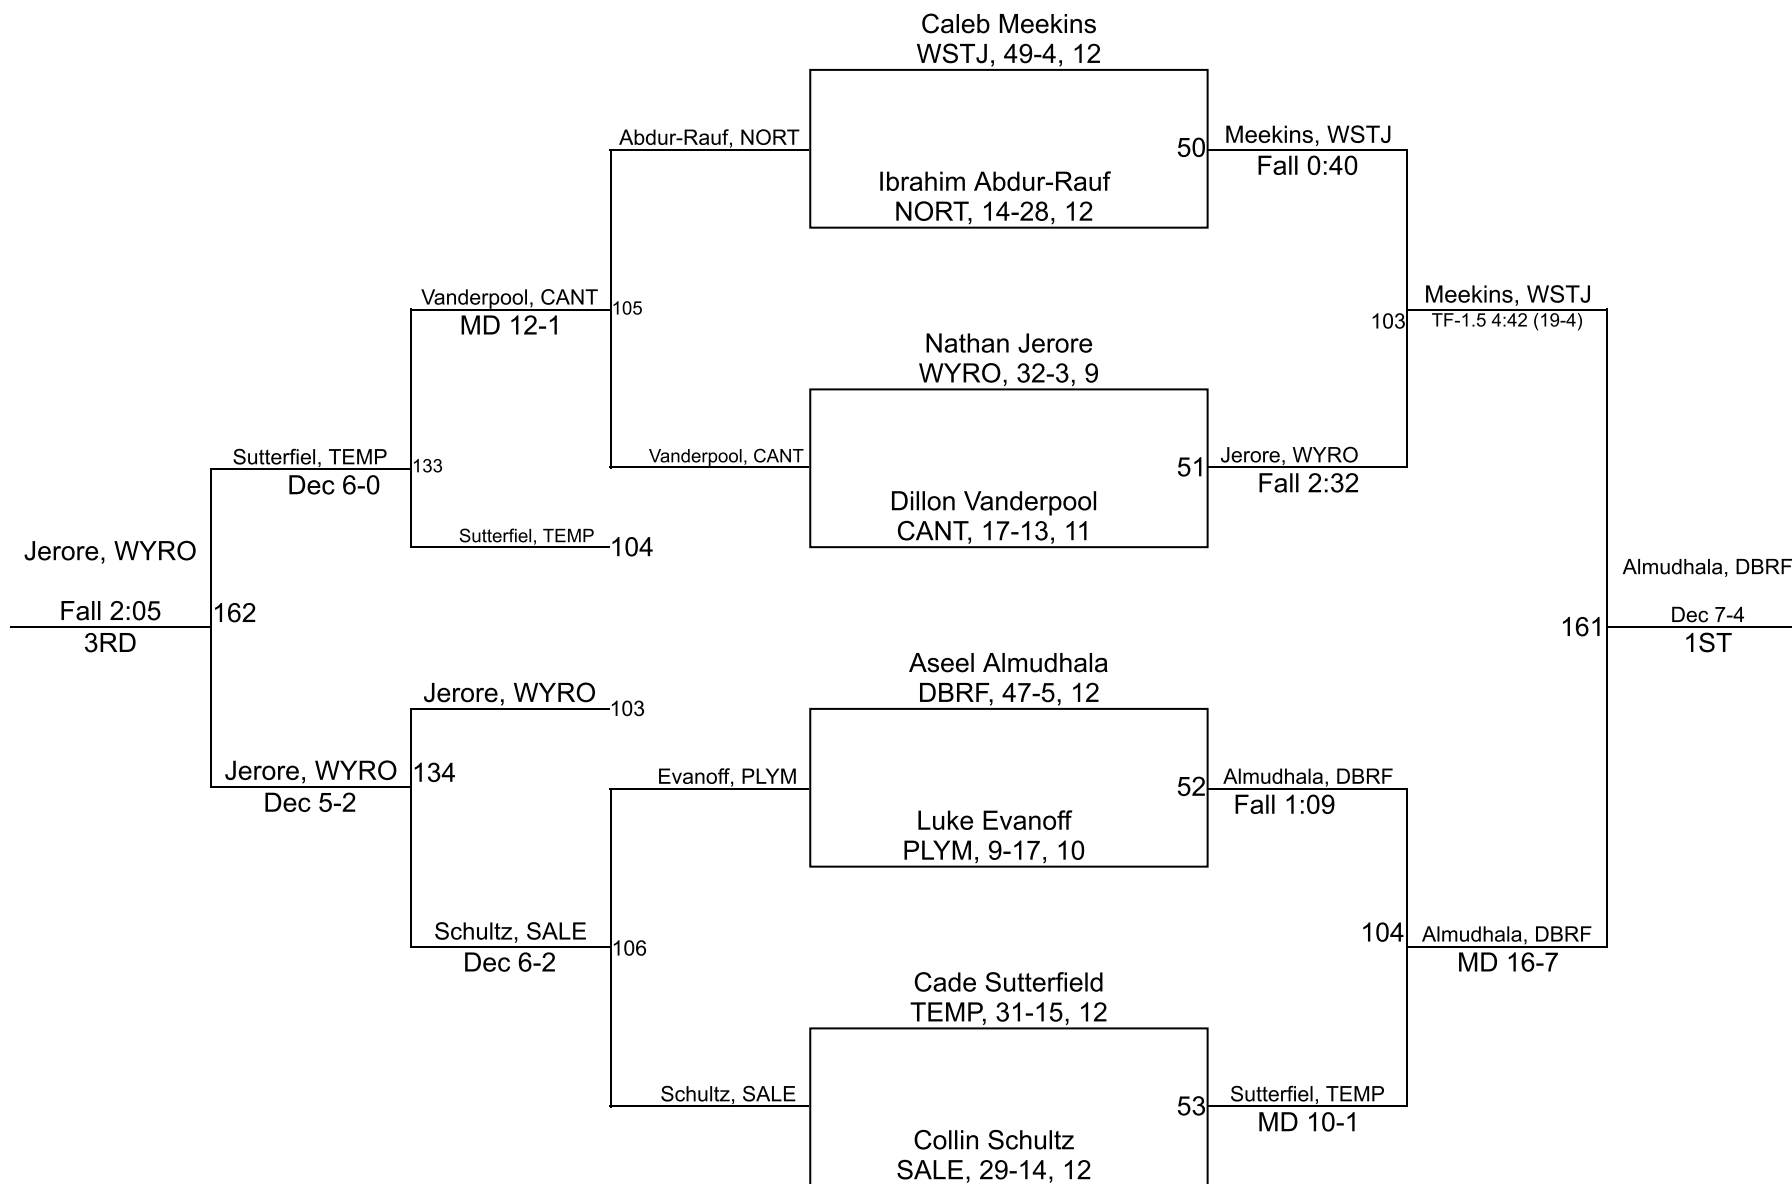 Caleb Meekins
WSTJ, 49-4, 12
Abdur-Rauf, NORT
50
Meekins, WSTJ
Fall 0:40
Ibrahim Abdur-Rauf
NORT, 14-28, 12
Vanderpool, CANT
MD 12-1
105
Meekins, WSTJ
TF-1.5 4:42 (19-4)
103
Nathan Jerore
WYRO, 32-3, 9
Sutterfiel, TEMP
Dec 6-0
133
Vanderpool, CANT
51
Jerore, WYRO
Fall 2:32
Dillon Vanderpool
CANT, 17-13, 11
Sutterfiel, TEMP
104
Jerore, WYRO
Fall 2:05
3RD
162
Almudhala, DBRF
Dec 7-4
1ST
161
Aseel Almudhala
DBRF, 47-5, 12
Jerore, WYRO
103
Jerore, WYRO
Dec 5-2
134
Evanoff, PLYM
52
Almudhala, DBRF
Fall 1:09
Luke Evanoff
PLYM, 9-17, 10
Schultz, SALE
Dec 6-2
106
104
Almudhala, DBRF
MD 16-7
Cade Sutterfield
TEMP, 31-15, 12
Schultz, SALE
53
Sutterfiel, TEMP
MD 10-1
Collin Schultz
SALE, 29-14, 12